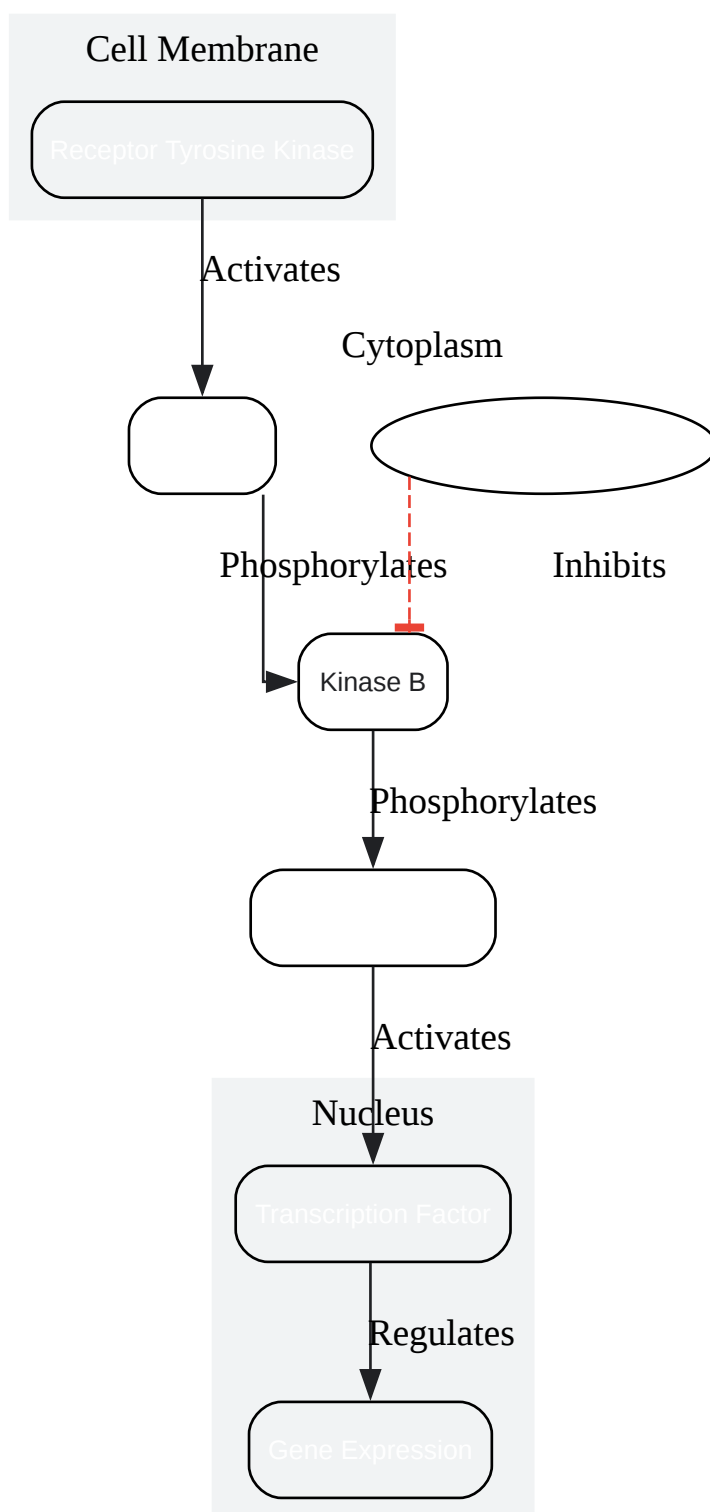 Cell Membrane
Receptor Tyrosine Kinase
Activates
Cytoplasm
Phosphorylates
Inhibits
Kinase B
Phosphorylates
Activates
Nucleus
Transcription Factor
Regulates
Gene Expression